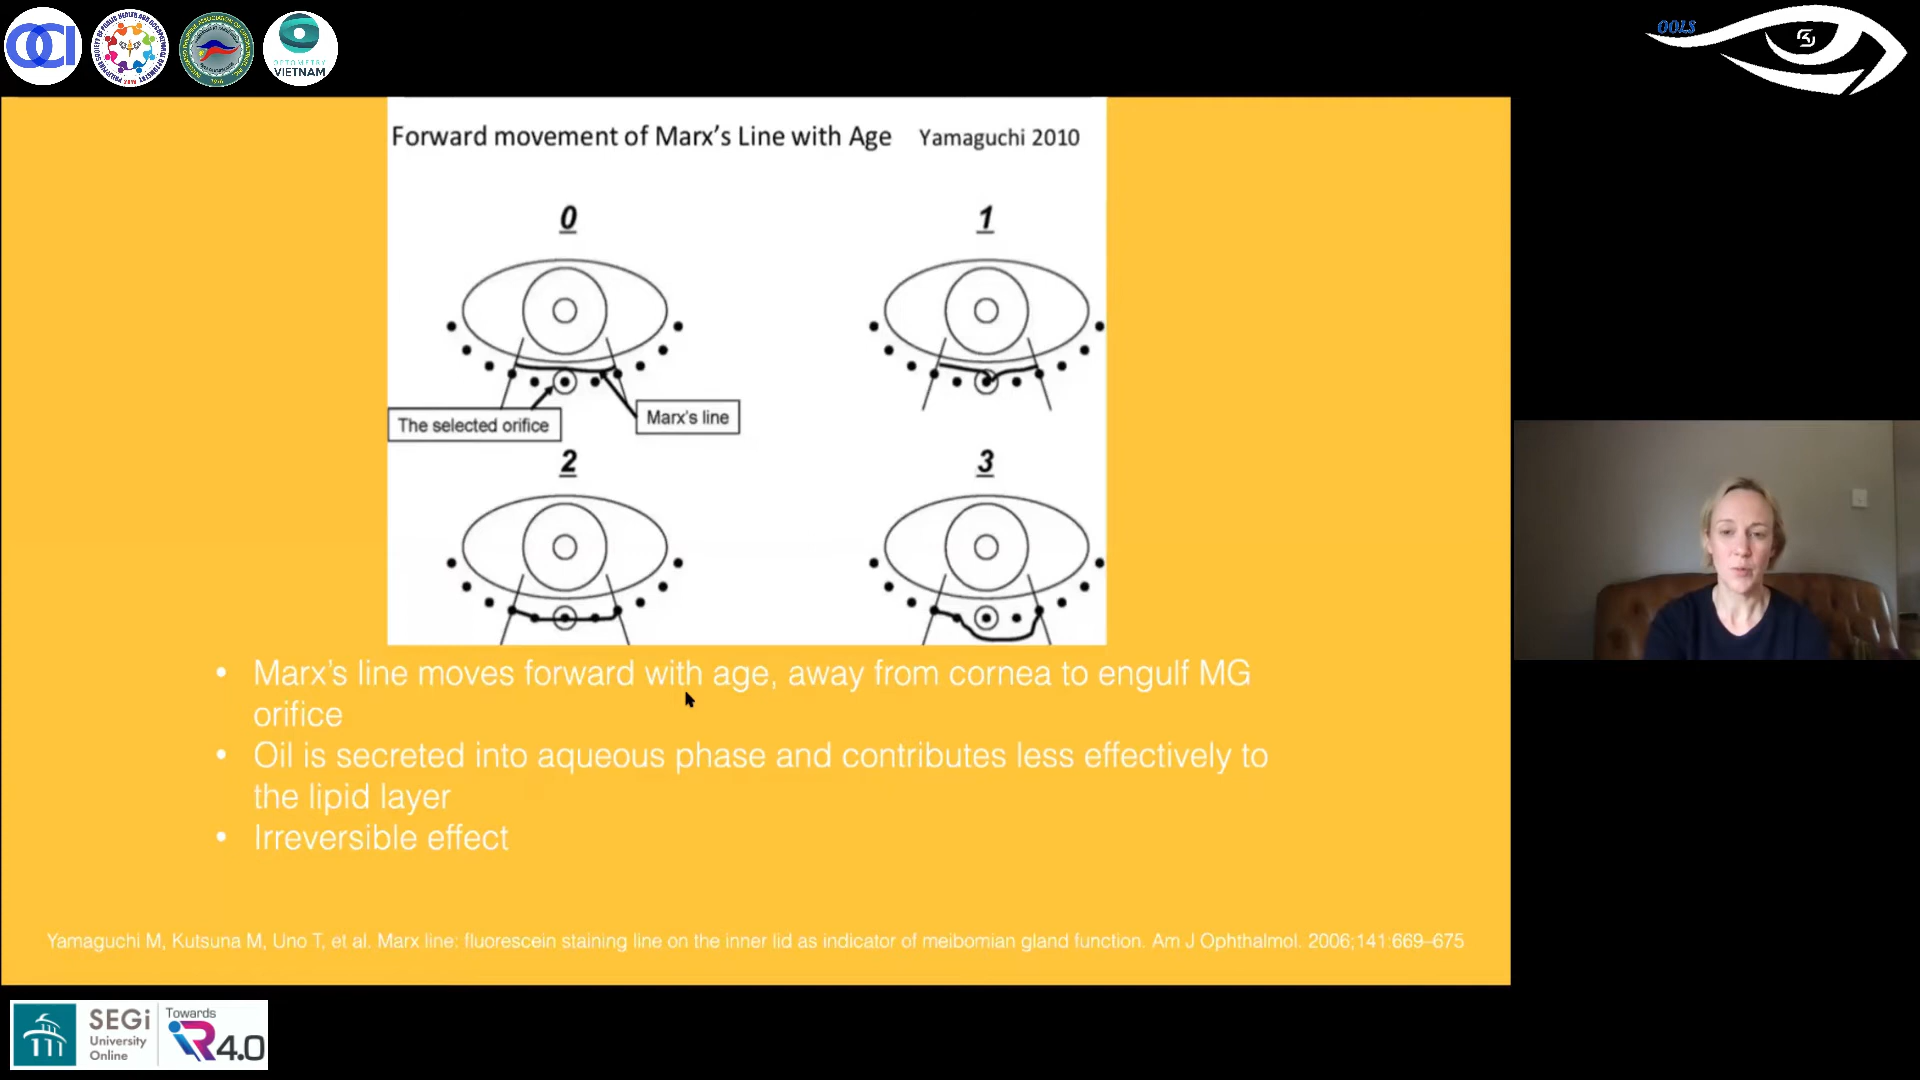 OCI
OPTOMETRY
VIETNAM
OOLS
Forward movement of Marx's Line with Age Yamaguchi 2010
0
1
The selected orifice
Marx's line
2
3
• Marx's line moves forward with age, away from cornea to engulf MG
orifice
• Oil is secreted into aqueous phase and contributes less effectively to
the lipid layer
• Irreversible effect
Yamaguchi M, Kutsuna M, Uno T, et al. Marx line: fluorescein staining line on the inner lid as indicator of meibomian gland function. Am J Ophthalmol. 2006;141:669–675
SEGi
University
Online
Towards
iR4.0